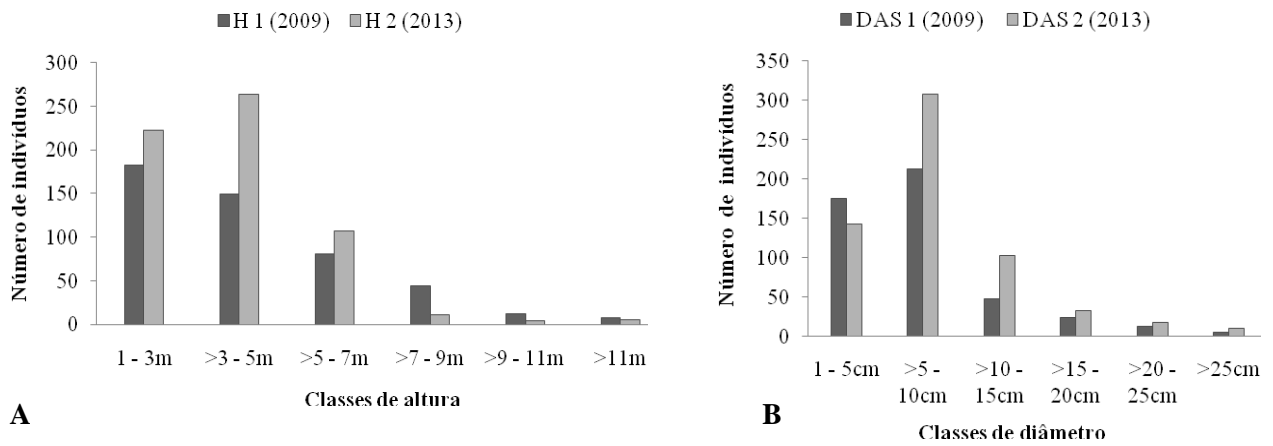 H 1 (2009) H 2 (2013)
Número de indivíduos
300
250
200
150
100
50
0
1 - 3m >3 - 5m >5 - 7m >7 - 9m >9 - 11m >11m
Classes de altura
A
DAS 1 (2009) DAS 2 (2013)
Número de indivíduos
350
300
250
200
150
100
50
0
1 - 5cm >5 - >10 - >15 - >20 - >25cm
10cm 15cm 20cm 25cm
Classes de diâmetro
B